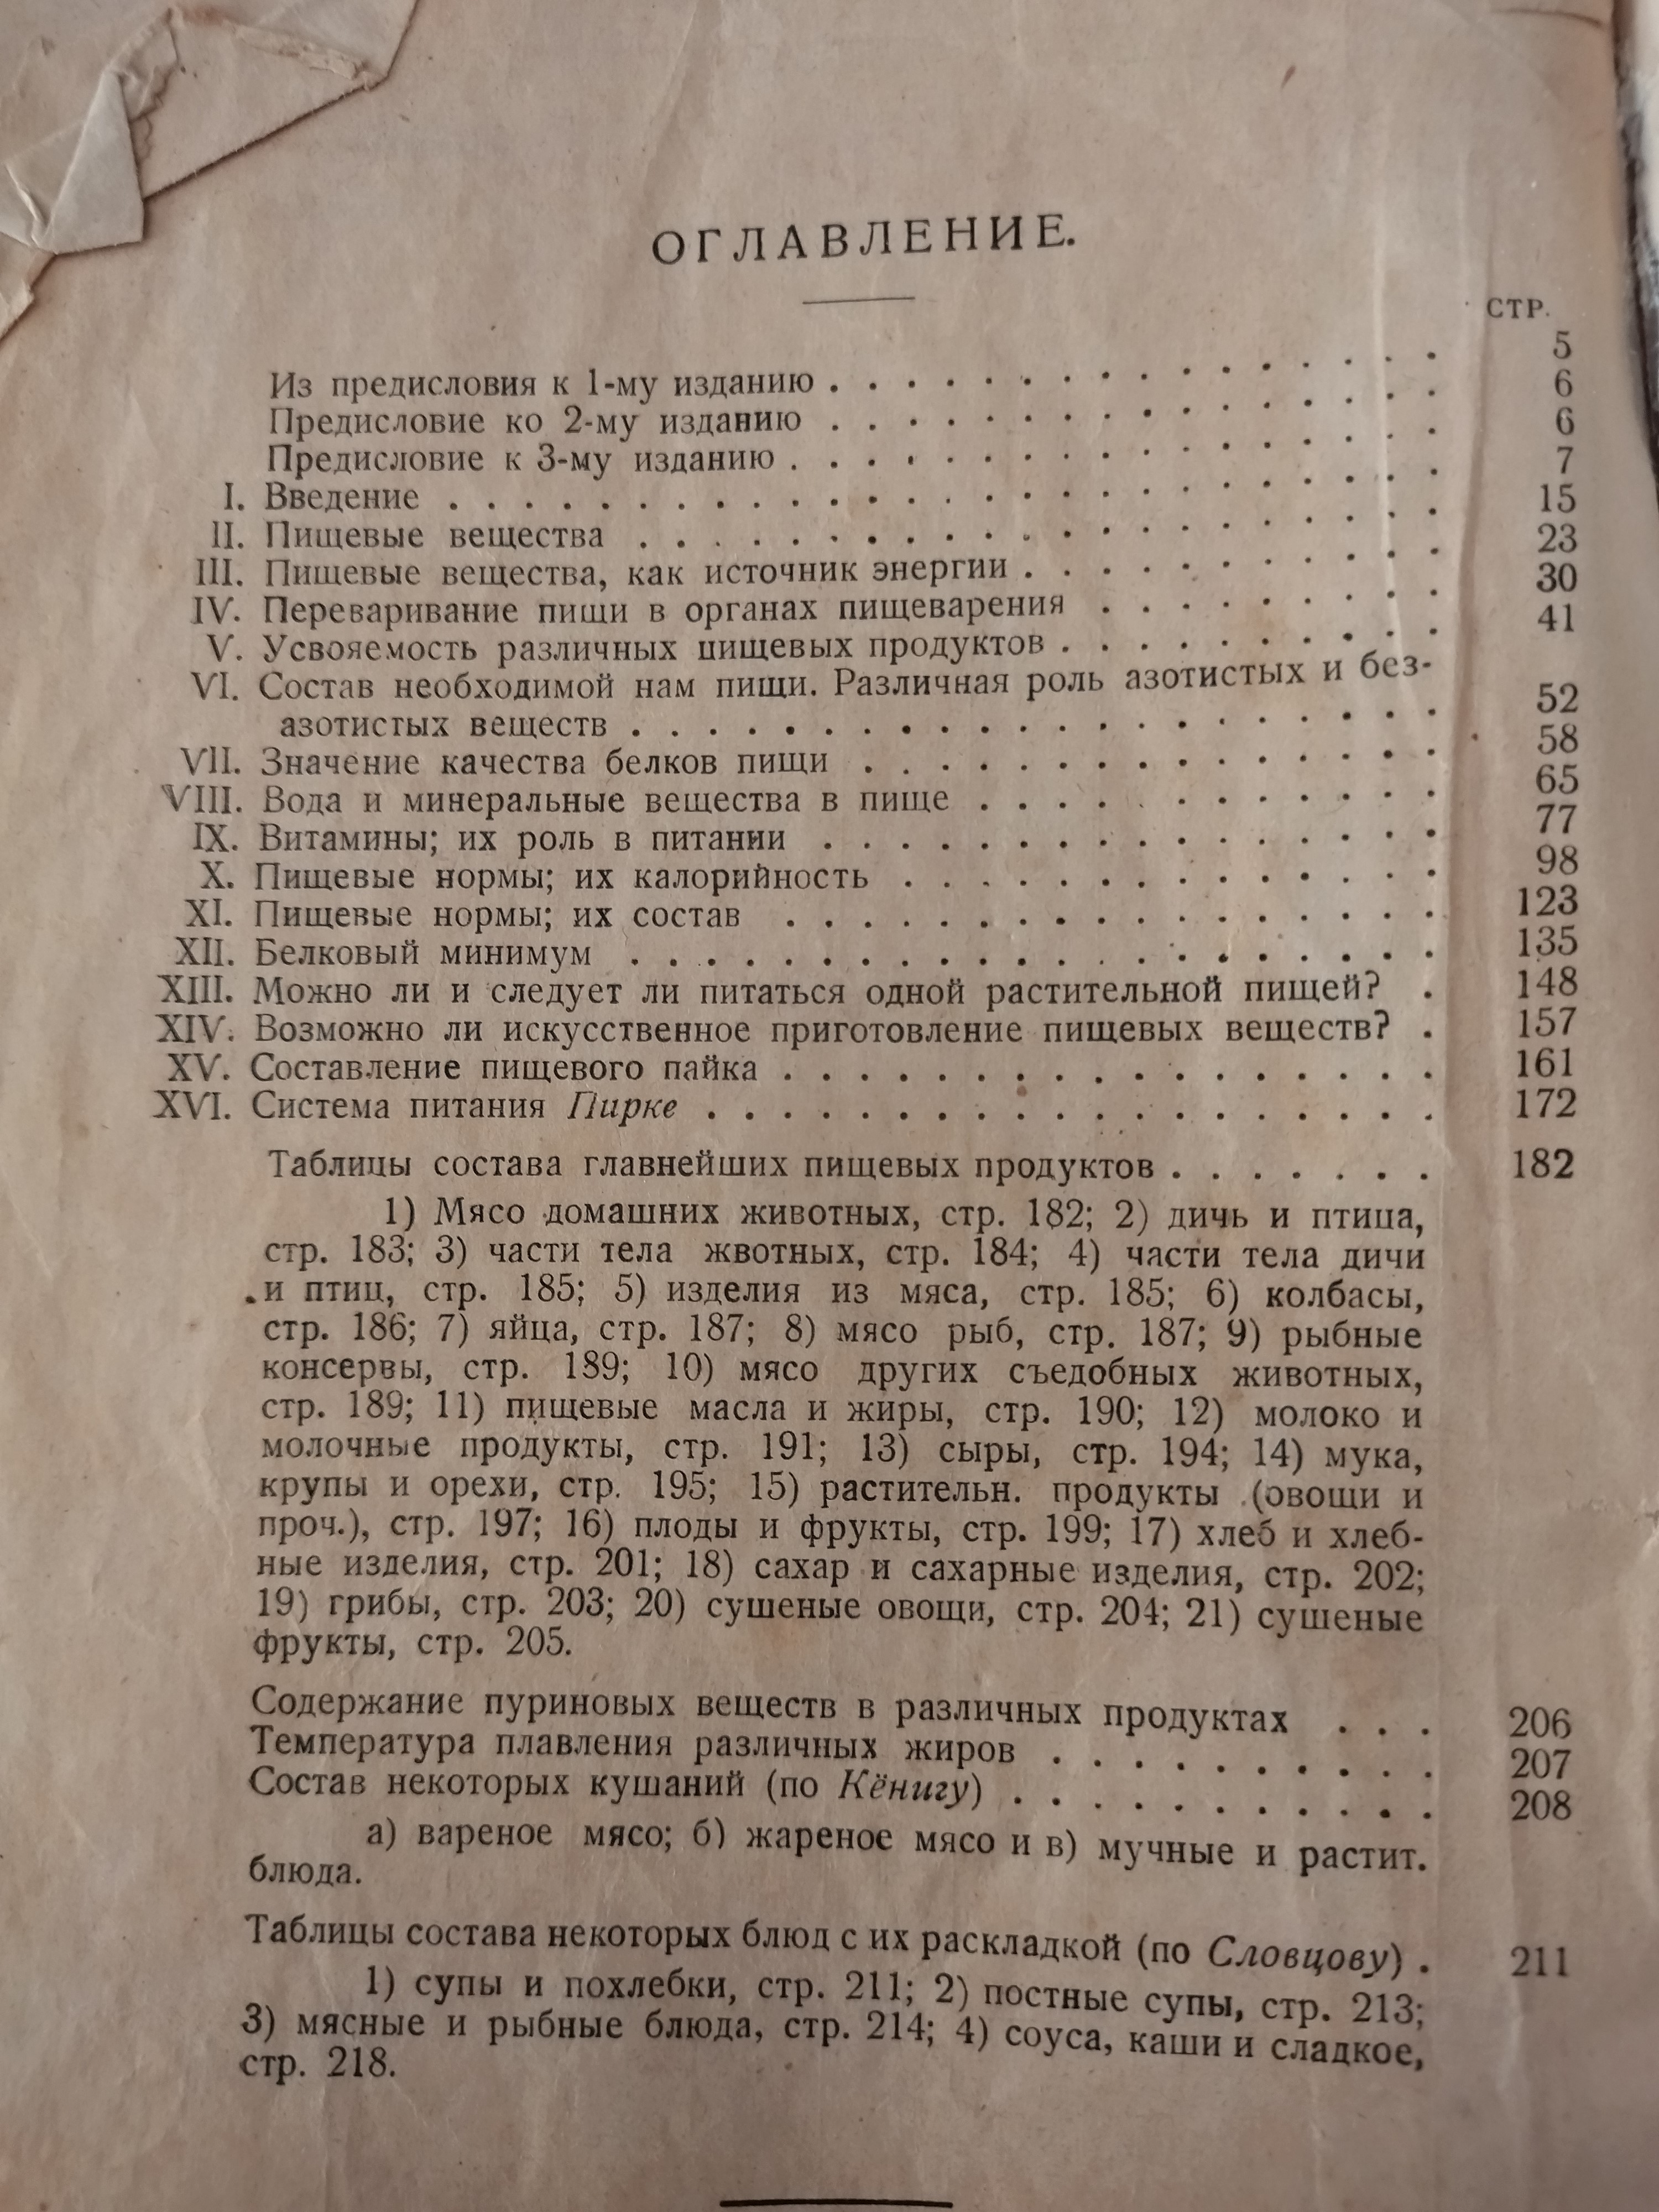 ОГЛАВЛЕНИЕ.
СТР.
Из предисловия к 1-му изданию . . . . . . . . . . . . . . . . 5
Предисловие ко 2-му изданию . . . . . . . . . . . . . . . . 6
Предисловие к 3-му изданию . . . . . . . . . . . . . . . . . 6
I. Введение . . . . . . . . . . . . . . . . . . . . . . . . . . 7
II. Пищевые вещества . . . . . . . . . . . . . . . . . . . . . 15
III. Пищевые вещества, как источник энергии . . . . . . . . . . . 23
IV. Переваривание пищи в органах пищеварения . . . . . . . . . 30
V. Усвояемость различных пищевых продуктов . . . . . . . . . . 41
VI. Состав необходимой нам пищи. Различная роль азотистых и без-
азотистых веществ . . . . . . . . . . . . . . . . . . . . . 52
VII. Значение качества белков пищи . . . . . . . . . . . . . . . 58
VIII. Вода и минеральные вещества в пище . . . . . . . . . . . . 65
IX. Витамины; их роль в питании . . . . . . . . . . . . . . . . 77
X. Пищевые нормы; их калорийность . . . . . . . . . . . . . . 98
XI. Пищевые нормы; их состав . . . . . . . . . . . . . . . . . 123
XII. Белковый минимум . . . . . . . . . . . . . . . . . . . . . 135
XIII. Можно ли и следует ли питаться одной растительной пищей? . 148
XIV. Возможно ли искусственное приготовление пищевых веществ? . 157
XV. Составление пищевого пайка . . . . . . . . . . . . . . . . . 161
XVI. Система питания Пирке . . . . . . . . . . . . . . . . . . . 172
Таблицы состава главнейших пищевых продуктов . . . . . . . 182
1) Мясо домашних животных, стр. 182; 2) дичь и птица,
стр. 183; 3) части тела жвотных, стр. 184; 4) части тела дичи
и птиц, стр. 185; 5) изделия из мяса, стр. 185; 6) колбасы,
стр. 186; 7) яйца, стр. 187; 8) мясо рыб, стр. 187; 9) рыбные
консервы, стр. 189; 10) мясо других съедобных животных,
стр. 189; 11) пищевые масла и жиры, стр. 190; 12) молоко и
молочные продукты, стр. 191; 13) сыры, стр. 194; 14) мука,
крупы и орехи, стр. 195; 15) растительн. продукты (овощи и
проч.), стр. 197; 16) плоды и фрукты, стр. 199; 17) хлеб и хлеб-
ные изделия, стр. 201; 18) сахар и сахарные изделия, стр. 202;
19) грибы, стр. 203; 20) сушеные овощи, стр. 204; 21) сушеные
фрукты, стр. 205.
Содержание пуриновых веществ в различных продуктах . . . 206
Температура плавления различных жиров . . . . . . . . . . 207
Состав некоторых кушаний (по Кёнигу) . . . . . . . . . . . 208
а) вареное мясо; б) жареное мясо и в) мучные и растит.
блюда.
Таблицы состава некоторых блюд с их раскладкой (по Словцову) . 211
1) супы и похлебки, стр. 211; 2) постные супы, стр. 213;
3) мясные и рыбные блюда, стр. 214; 4) соуса, каши и сладкое,
стр. 218.